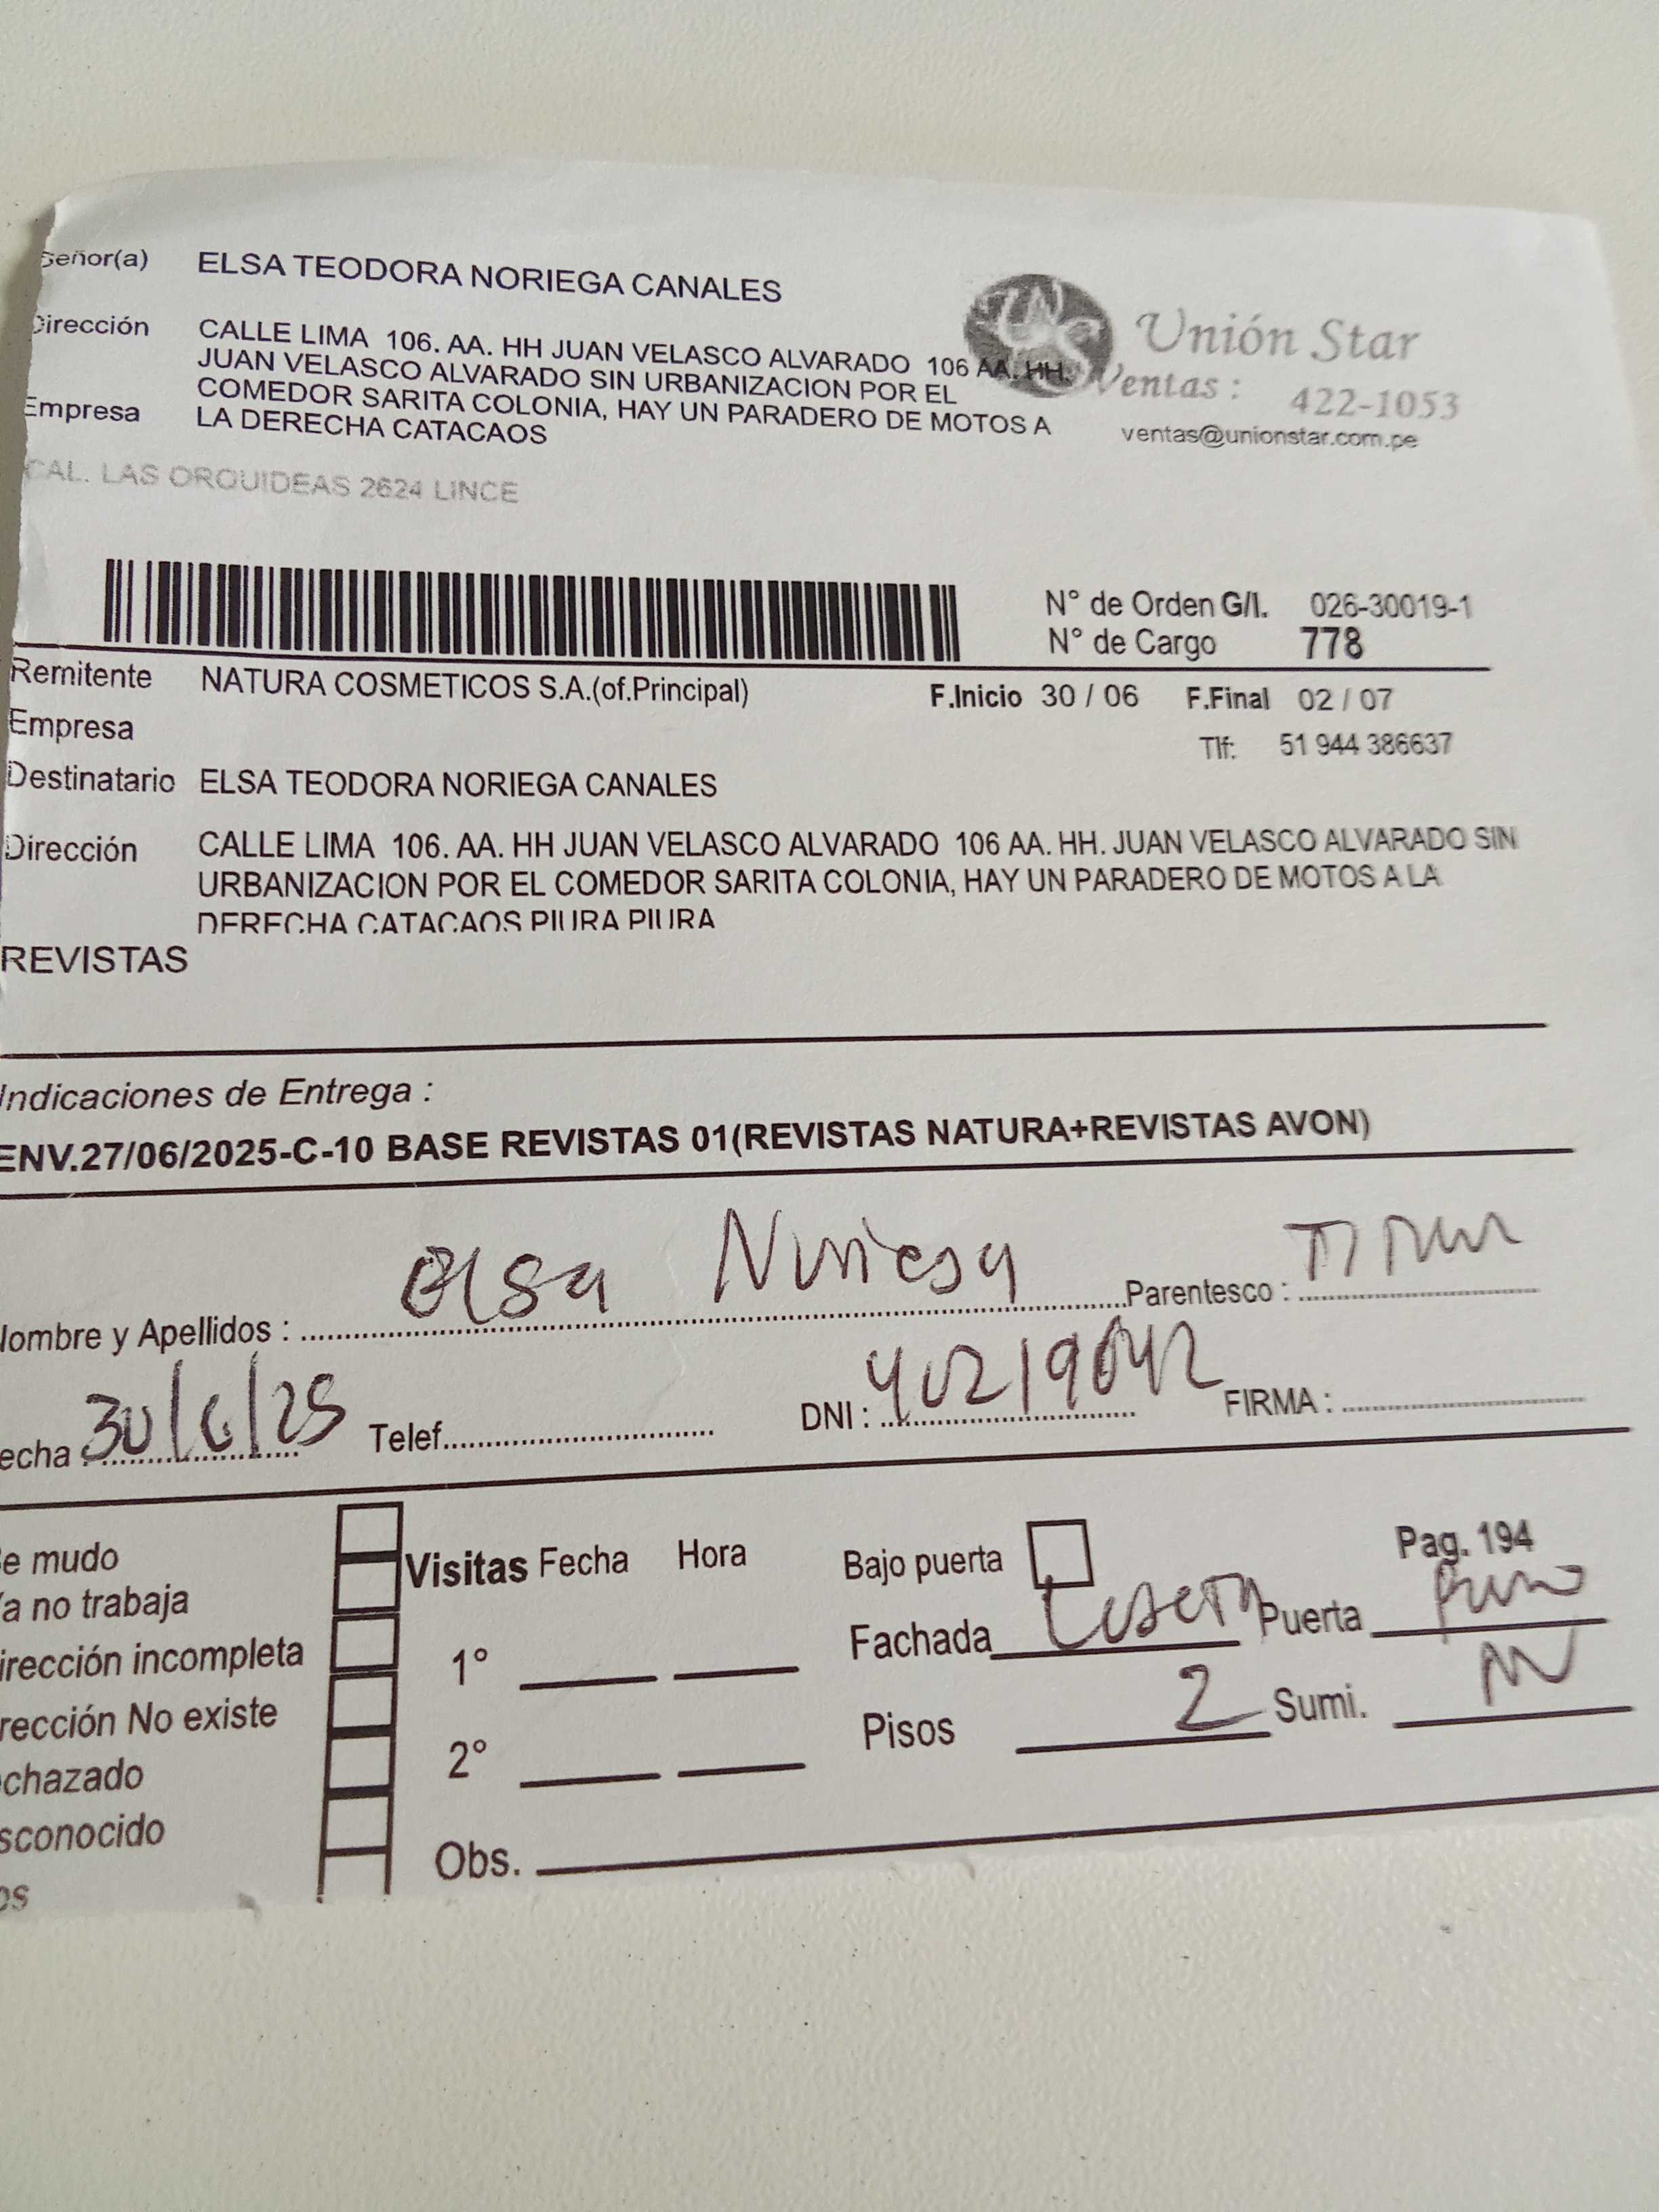 Señor(a) ELSA TEODORA NORIEGA CANALES
Dirección CALLE LIMA 106. AA. HH JUAN VELASCO ALVARADO 106 AA. HH.
JUAN VELASCO ALVARADO SIN URBANIZACION POR EL
COMEDOR SARITA COLONIA, HAY UN PARADERO DE MOTOS A
Empresa LA DERECHA CATACAOS
CAL. LAS ORQUIDEAS 2624 LINCE
Unión Star
Ventas : 422-1053
ventas@unionstar.com.pe
N° de Orden G/I. 026-30019-1
N° de Cargo 778
Remitente NATURA COSMETICOS S.A.(of.Principal) F.Inicio 30 / 06 F.Final 02 / 07
Empresa
Tlf: 51 944 386637
Destinatario ELSA TEODORA NORIEGA CANALES
Dirección CALLE LIMA 106. AA. HH JUAN VELASCO ALVARADO 106 AA. HH. JUAN VELASCO ALVARADO SIN
URBANIZACION POR EL COMEDOR SARITA COLONIA, HAY UN PARADERO DE MOTOS A LA
DERECHA CATACAOS PIURA PIURA
REVISTAS
Indicaciones de Entrega :
ENV.27/06/2025-C-10 BASE REVISTAS 01(REVISTAS NATURA+REVISTAS AVON)
Nombre y Apellidos : Elsa Noriega Parentesco :
echa : 30/6/25 Telef. DNI : 40219042 FIRMA :
e mudo
a no trabaja
irección incompleta
rección No existe
chazado
sconocido
os
Visitas Fecha Hora
1°
2°
Obs.
Bajo puerta
Pag. 194
Fachada Puerta
Pisos 2 Sumi.